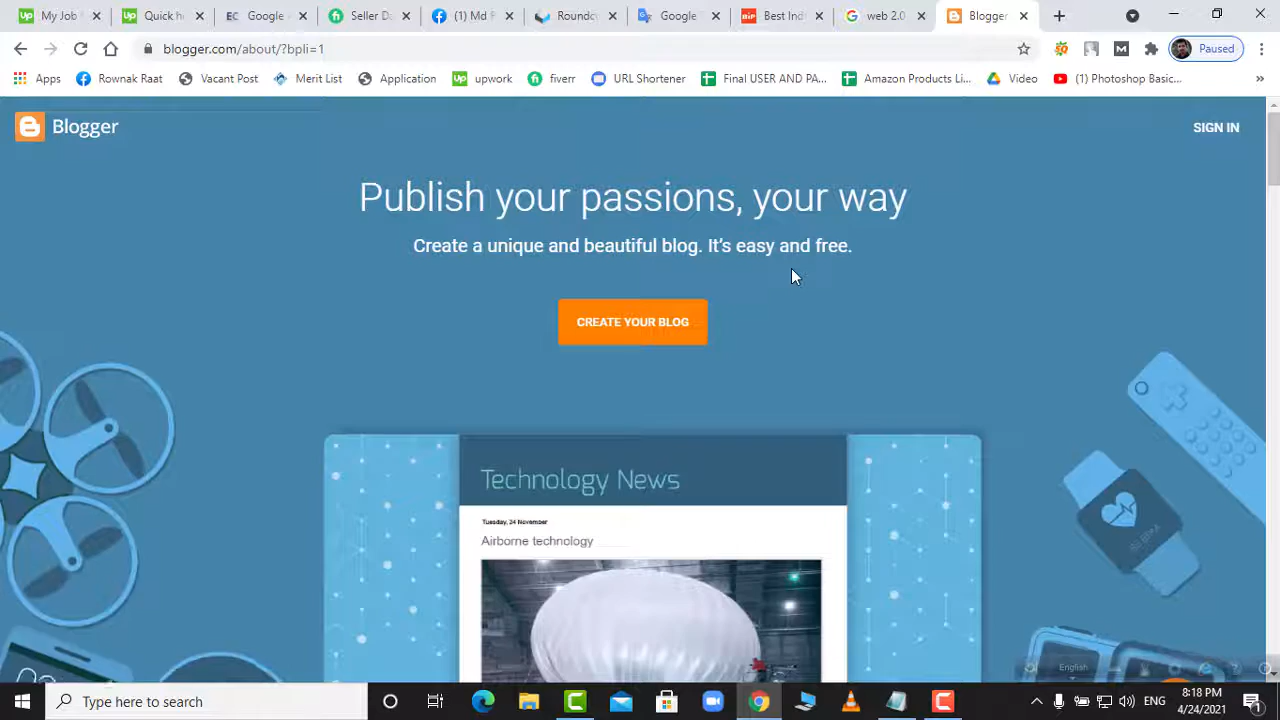 My Job
Quick h
Google
Seller Da
Roundc
Google
Best Ind
web 2.0
Blogger
blogger.com/about/?bpli=1
Paused
Apps
Rownak Raat
Vacant Post
Merit List
Application
upwork
fiverr
URL Shortener
Final USER AND PA...
Amazon Products Li...
Video
(1) Photoshop Basic...
Blogger
SIGN IN
Publish your passions, your way
Create a unique and beautiful blog. It's easy and free.
CREATE YOUR BLOG
Technology News
Tuesday, 24 November
Airborne technology
English
Type here to search
ENG
8:18 PM
4/24/2021